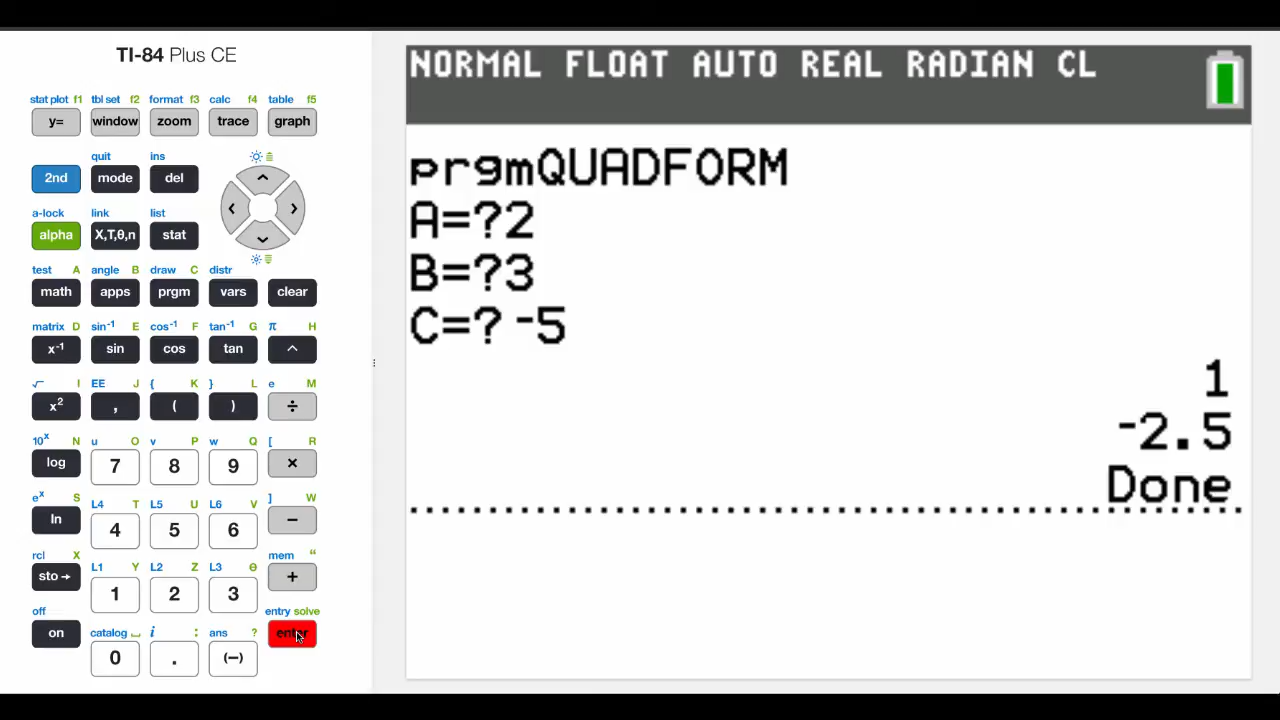 TI-84 Plus CE
NORMAL FLOAT AUTO REAL RADIAN CL
prgmQUADFORM
A=?2
B=?3
C=? ⁻5
1
⁻2.5
Done
stat plot f1 tbl set f2 format f3 calc f4 table f5
y= window zoom trace graph
quit ins
2nd mode del
a-lock link list
alpha X,T,θ,n stat
test A angle B draw C distr
math apps prgm vars clear
matrix D sin⁻¹ E cos⁻¹ F tan⁻¹ G π H
x⁻¹ sin cos tan ^
√ I EE J { K } L e M
x² , ( ) ÷
10ˣ N u O v P w Q [ R
log 7 8 9 ×
eˣ S L4 T L5 U L6 V ] W
ln 4 5 6 −
rcl X L1 Y L2 Z L3 θ mem “
sto→ 1 2 3 +
off catalog ⎵ i : ans ? entry solve
on 0 . (−) enter